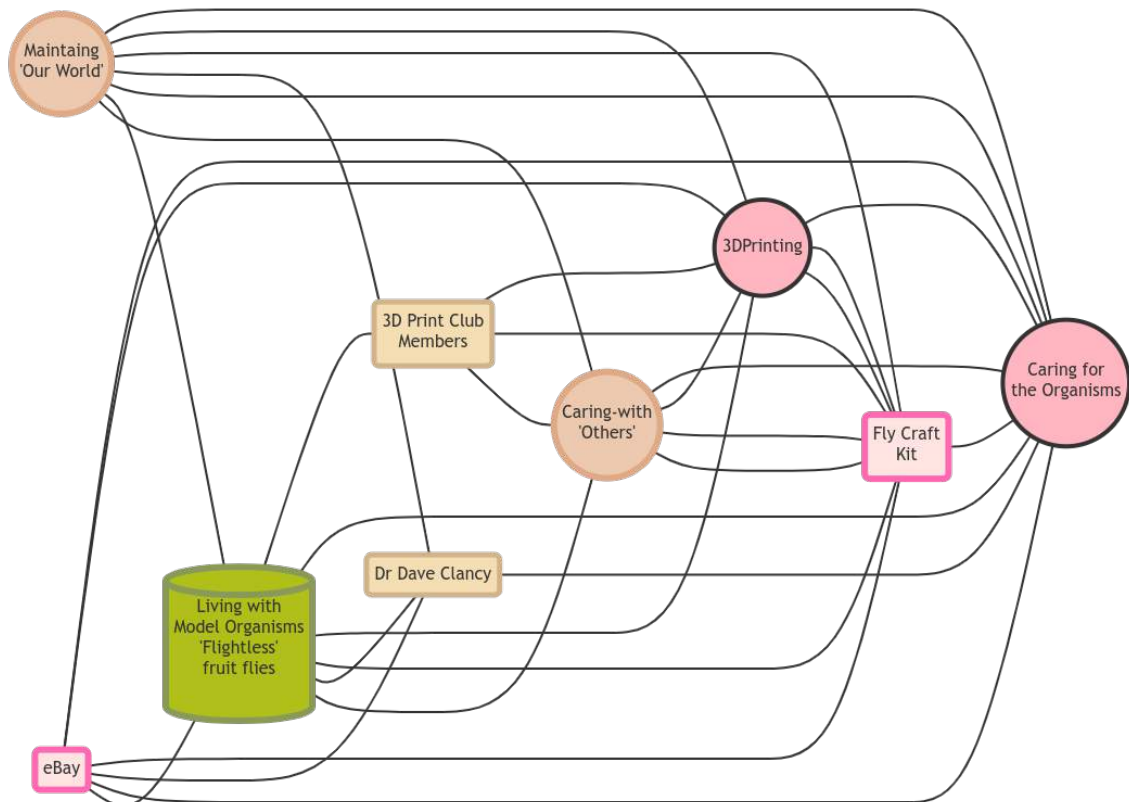 Maintaing
'Our World'
3DPrinting
3D Print Club
Members
Caring for
the Organisms
Caring-with
'Others'
Fly Craft
Kit
Dr Dave Clancy
Living with
Model Organisms
'Flightless'
fruit flies
eBay